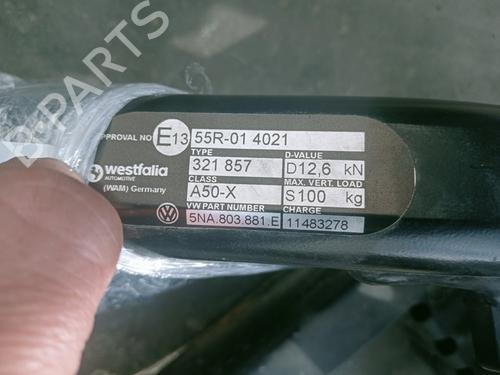 APPROVAL NO E13 55R-01 4021
TYPE D-VALUE
321 857 D12,6 kN
westfalia
AUTOMOTIVE
(WAM) Germany
CLASS MAX. VERT. LOAD
A50-X S100 kg
VW PART NUMBER CHARGE
5NA.803.881.E 11483278
B-PARTS